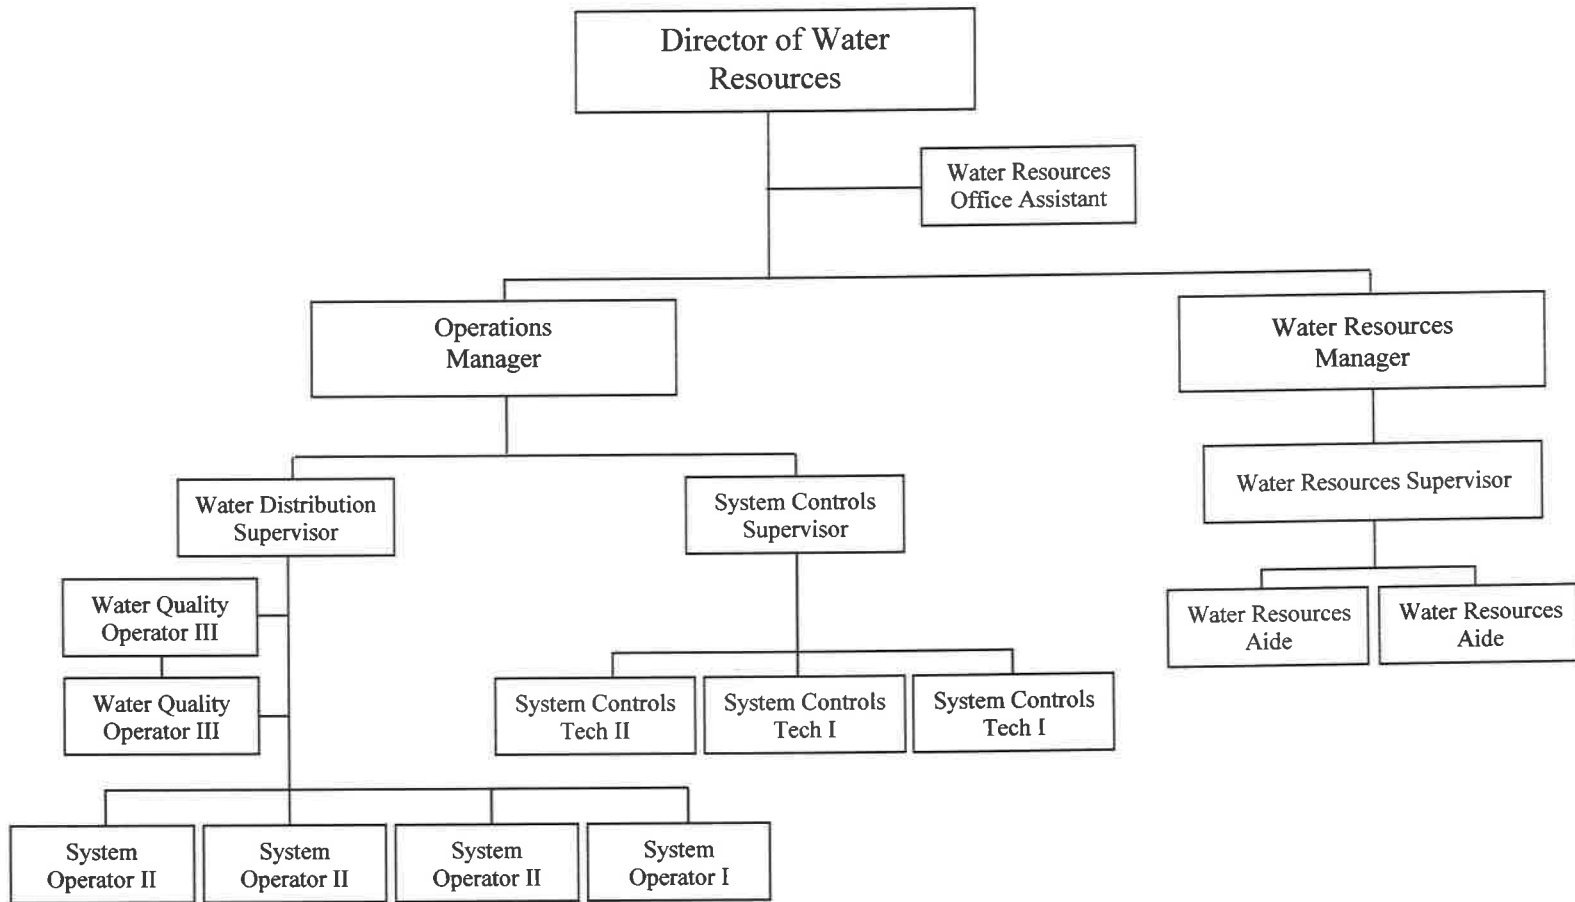 Director of Water
Resources
Water Resources
Office Assistant
Operations
Manager
Water Resources
Manager
Water Distribution
Supervisor
System Controls
Supervisor
Water Resources Supervisor
Water Quality
Operator III
Water Quality
Operator III
System Controls
Tech II
System Controls
Tech I
System Controls
Tech I
Water Resources
Aide
Water Resources
Aide
System
Operator II
System
Operator II
System
Operator II
System
Operator I